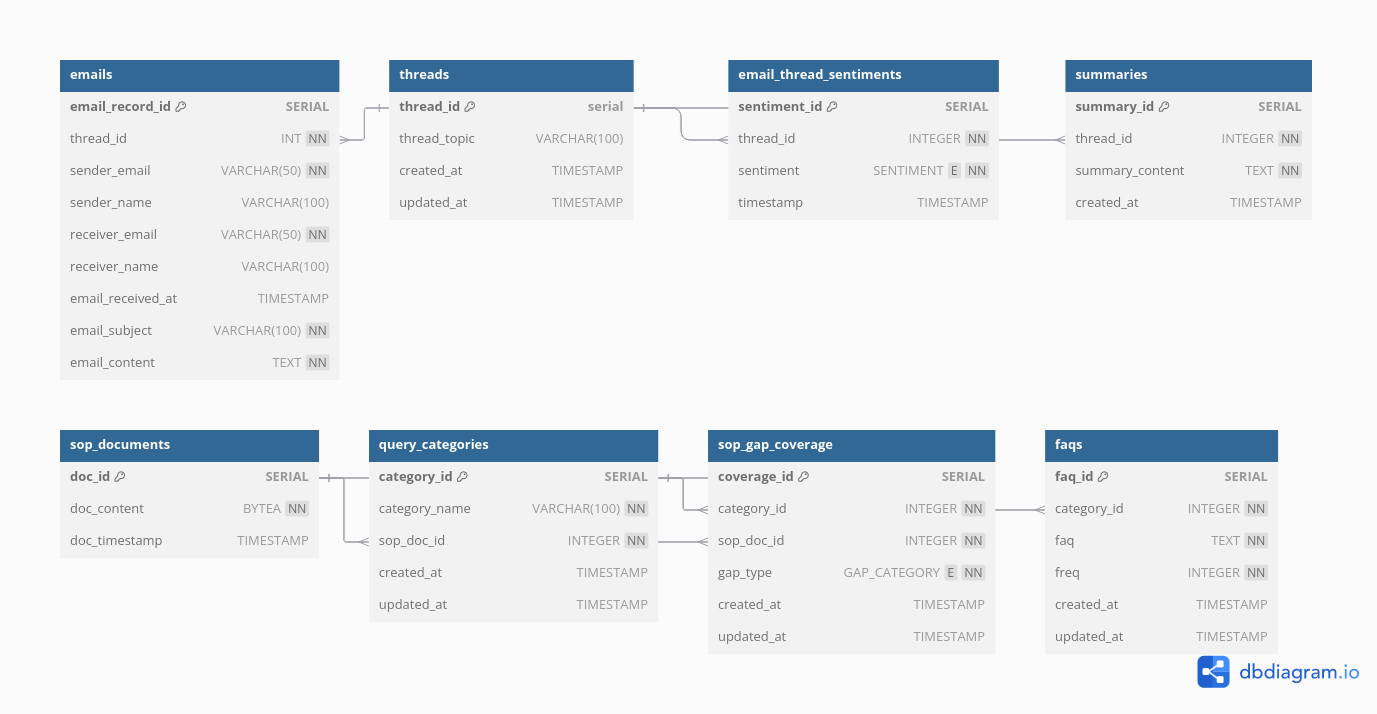 emails
email_record_id SERIAL
thread_id INT NN
sender_email VARCHAR(50) NN
sender_name VARCHAR(100)
receiver_email VARCHAR(50) NN
receiver_name VARCHAR(100)
email_received_at TIMESTAMP
email_subject VARCHAR(100) NN
email_content TEXT NN
threads
thread_id serial
thread_topic VARCHAR(100)
created_at TIMESTAMP
updated_at TIMESTAMP
email_thread_sentiments
sentiment_id SERIAL
thread_id INTEGER NN
sentiment SENTIMENT E NN
timestamp TIMESTAMP
summaries
summary_id SERIAL
thread_id INTEGER NN
summary_content TEXT NN
created_at TIMESTAMP
sop_documents
doc_id SERIAL
doc_content BYTEA NN
doc_timestamp TIMESTAMP
query_categories
category_id SERIAL
category_name VARCHAR(100) NN
sop_doc_id INTEGER NN
created_at TIMESTAMP
updated_at TIMESTAMP
sop_gap_coverage
coverage_id SERIAL
category_id INTEGER NN
sop_doc_id INTEGER NN
gap_type GAP_CATEGORY E NN
created_at TIMESTAMP
updated_at TIMESTAMP
faqs
faq_id SERIAL
category_id INTEGER NN
faq TEXT NN
freq INTEGER NN
created_at TIMESTAMP
updated_at TIMESTAMP
dbdiagram.io